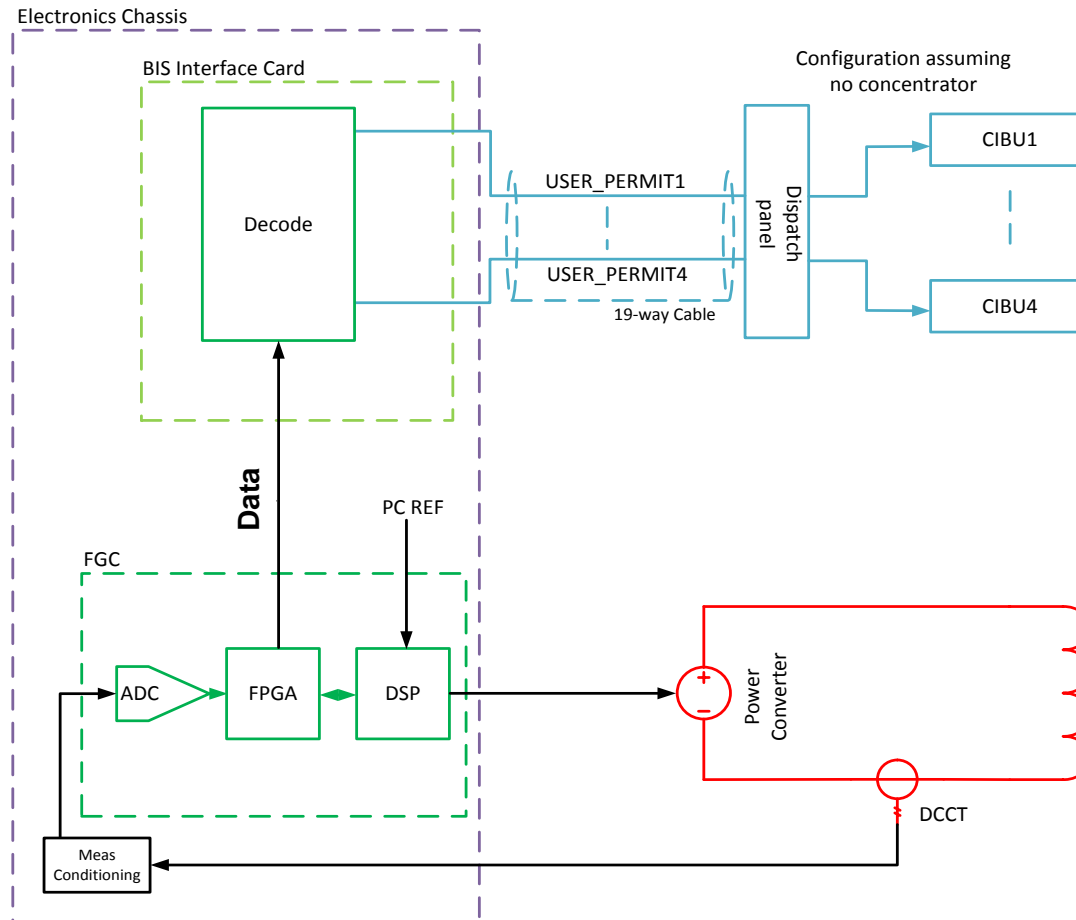 Electronics Chassis
BIS Interface Card
Configuration assuming
no concentrator
Decode
USER_PERMIT1
USER_PERMIT4
19-way Cable
Dispatch
panel
CIBU1
CIBU4
Data
PC REF
FGC
ADC
FPGA
DSP
+
−
Power
Converter
DCCT
Meas
Conditioning